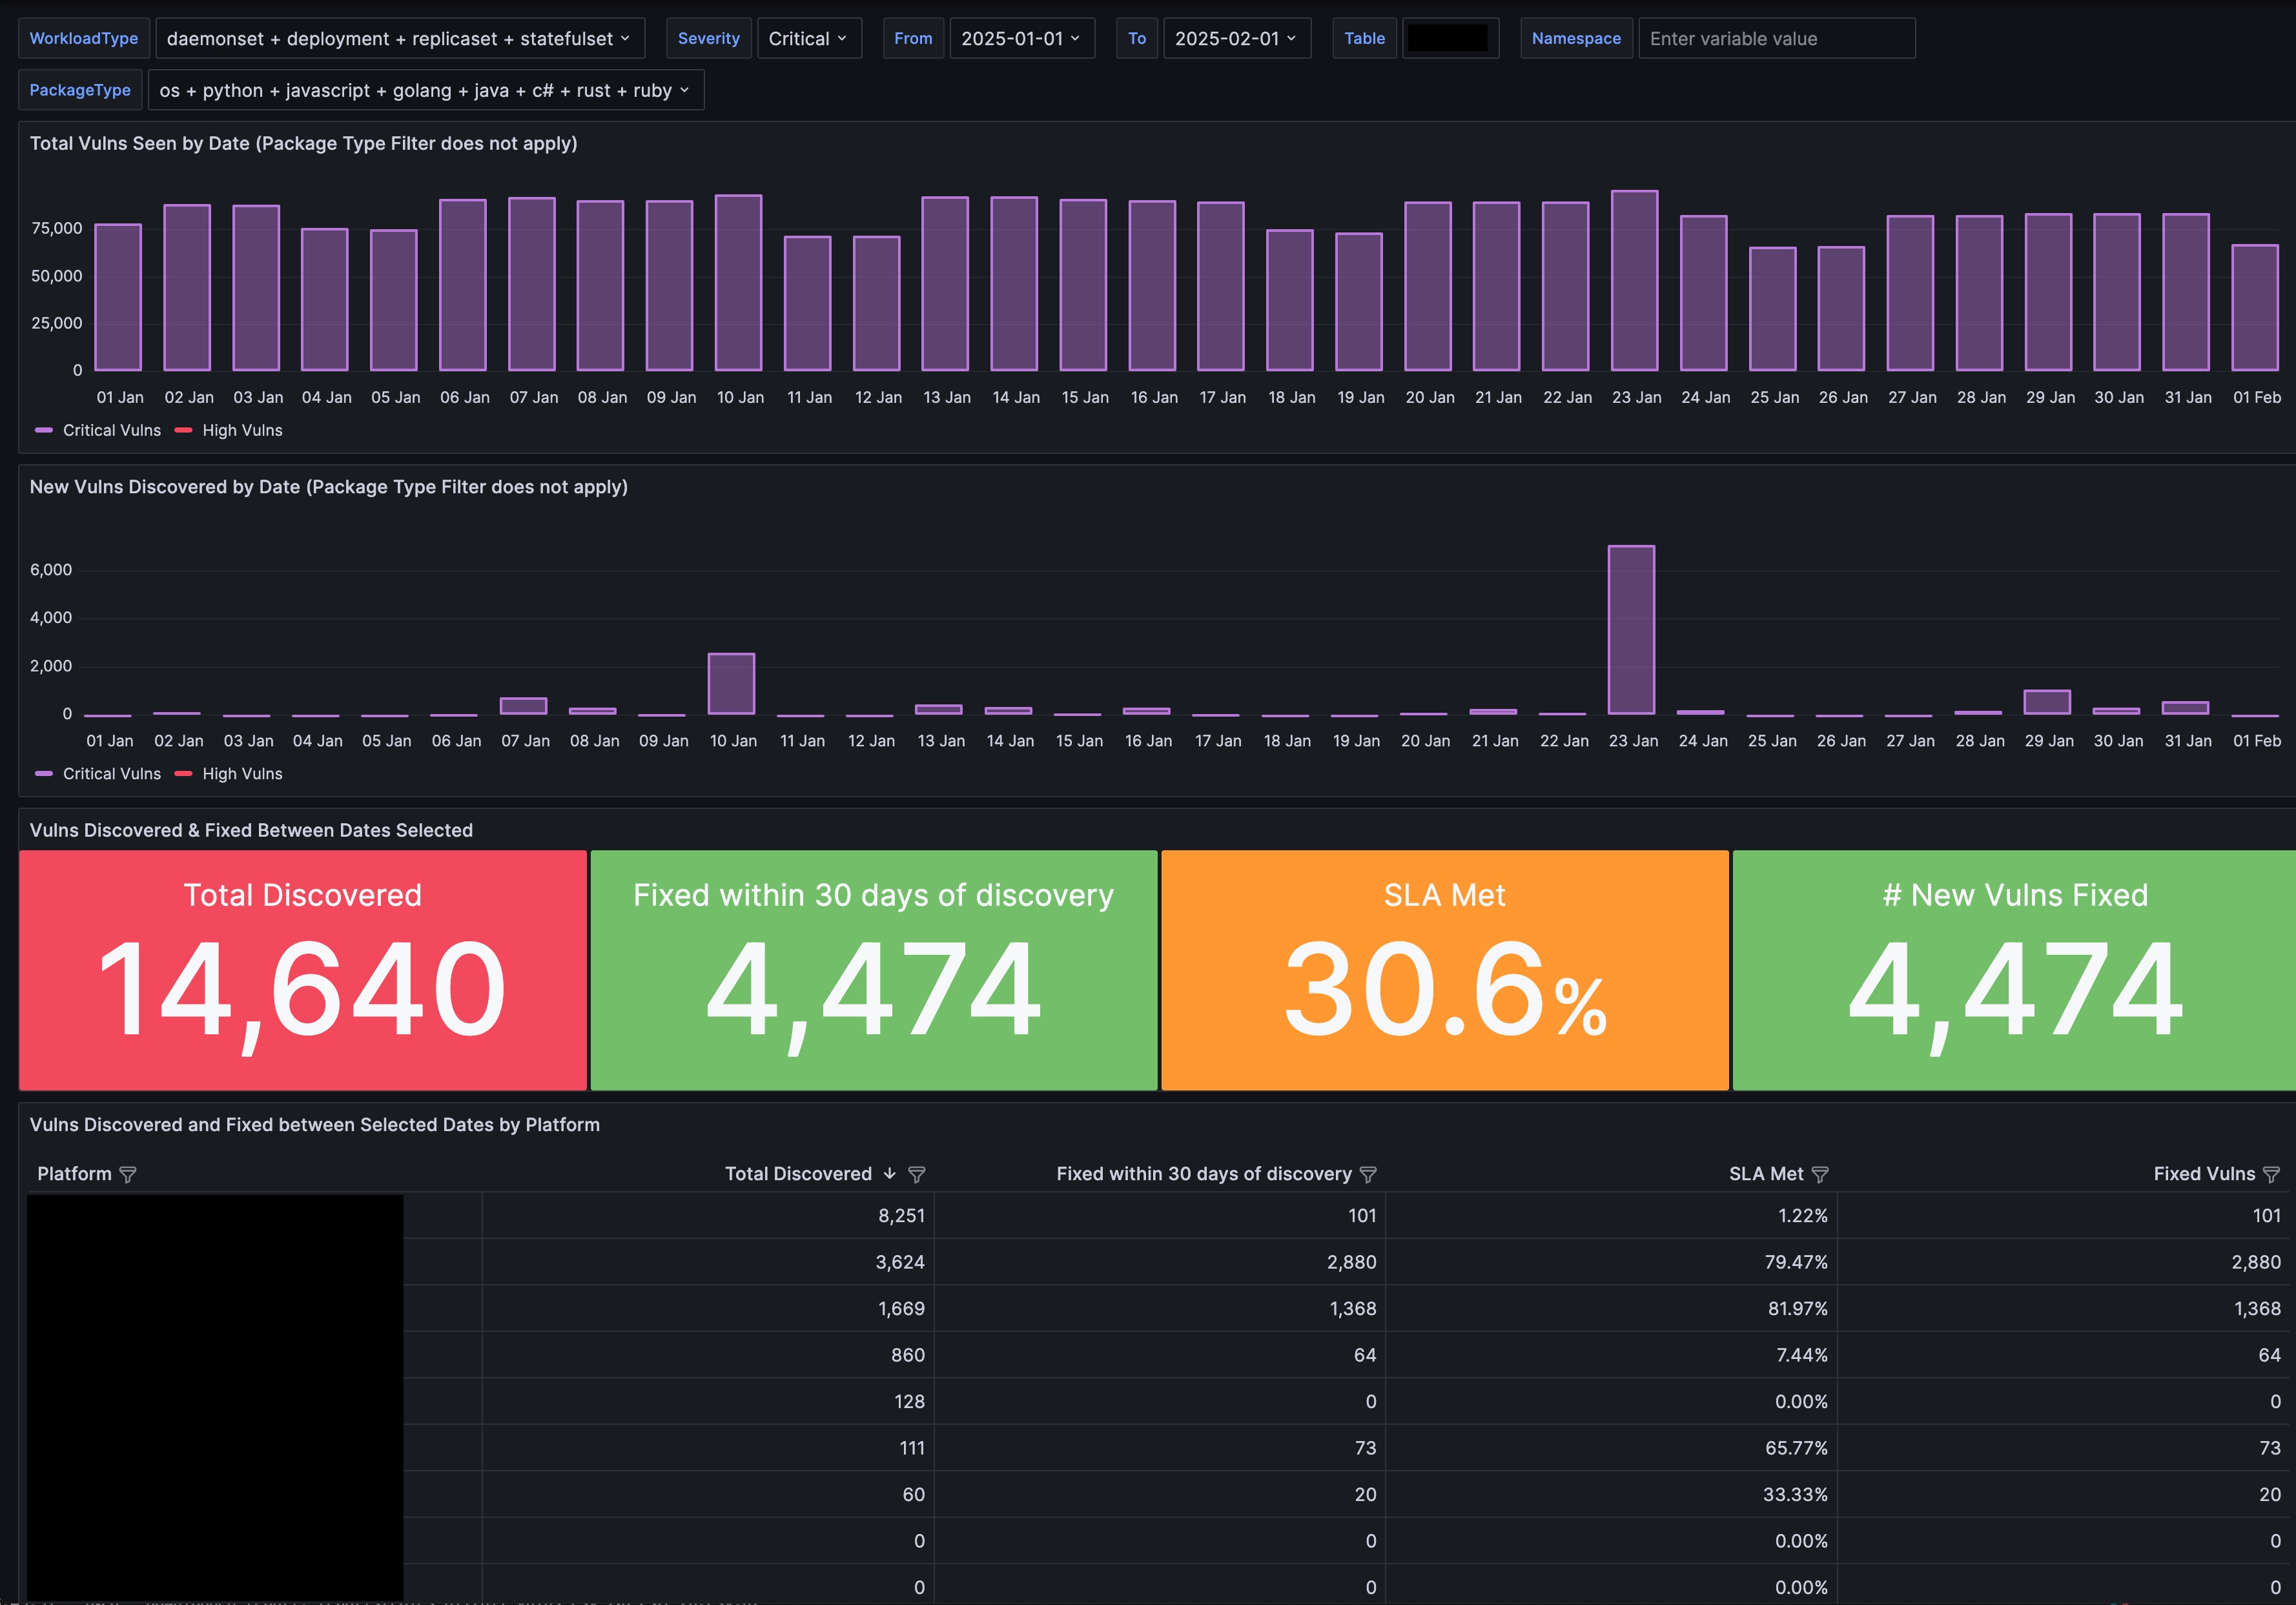 WorkloadType daemonset + deployment + replicaset + statefulset Severity Critical From 2025-01-01 To 2025-02-01 Table Namespace Enter variable value
PackageType os + python + javascript + golang + java + c# + rust + ruby
Total Vulns Seen by Date (Package Type Filter does not apply)
75,000
50,000
25,000
0
01 Jan 02 Jan 03 Jan 04 Jan 05 Jan 06 Jan 07 Jan 08 Jan 09 Jan 10 Jan 11 Jan 12 Jan 13 Jan 14 Jan 15 Jan 16 Jan 17 Jan 18 Jan 19 Jan 20 Jan 21 Jan 22 Jan 23 Jan 24 Jan 25 Jan 26 Jan 27 Jan 28 Jan 29 Jan 30 Jan 31 Jan 01 Feb
Critical Vulns High Vulns
New Vulns Discovered by Date (Package Type Filter does not apply)
6,000
4,000
2,000
0
01 Jan 02 Jan 03 Jan 04 Jan 05 Jan 06 Jan 07 Jan 08 Jan 09 Jan 10 Jan 11 Jan 12 Jan 13 Jan 14 Jan 15 Jan 16 Jan 17 Jan 18 Jan 19 Jan 20 Jan 21 Jan 22 Jan 23 Jan 24 Jan 25 Jan 26 Jan 27 Jan 28 Jan 29 Jan 30 Jan 31 Jan 01 Feb
Critical Vulns High Vulns
Vulns Discovered & Fixed Between Dates Selected
Total Discovered Fixed within 30 days of discovery SLA Met # New Vulns Fixed
14,640 4,474 30.6% 4,474
Vulns Discovered and Fixed between Selected Dates by Platform
Platform Total Discovered Fixed within 30 days of discovery SLA Met Fixed Vulns
8,251 101 1.22% 101
3,624 2,880 79.47% 2,880
1,669 1,368 81.97% 1,368
860 64 7.44% 64
128 0 0.00% 0
111 73 65.77% 73
60 20 33.33% 20
0 0 0.00% 0
0 0 0.00% 0